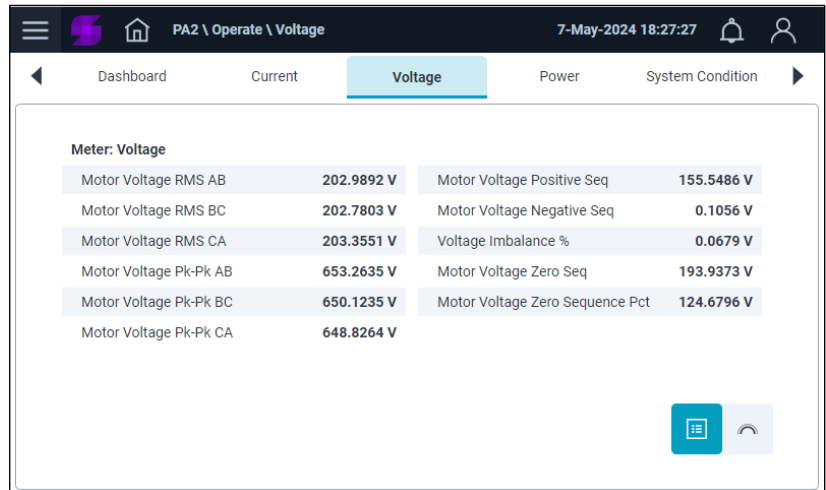 PA2 \ Operate \ Voltage 7-May-2024 18:27:27
Dashboard Current Voltage Power System Condition
Meter: Voltage
Motor Voltage RMS AB 202.9892 V Motor Voltage Positive Seq 155.5486 V
Motor Voltage RMS BC 202.7803 V Motor Voltage Negative Seq 0.1056 V
Motor Voltage RMS CA 203.3551 V Voltage Imbalance % 0.0679 V
Motor Voltage Pk-Pk AB 653.2635 V Motor Voltage Zero Seq 193.9373 V
Motor Voltage Pk-Pk BC 650.1235 V Motor Voltage Zero Sequence Pct 124.6796 V
Motor Voltage Pk-Pk CA 648.8264 V